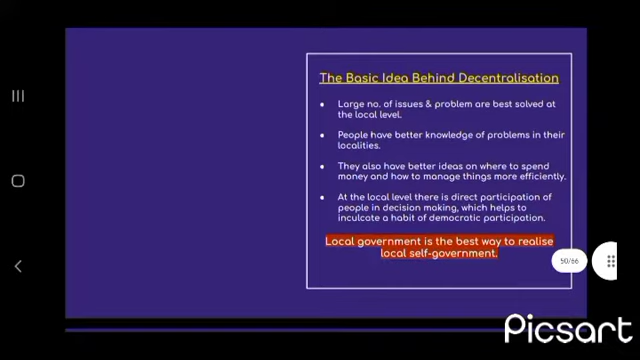 The Basic Idea Behind Decentralisation
Large no. of issues & problem are best solved at
the local level.
People have better knowledge of problems in their
localities.
They also have better ideas on where to spend
money and how to manage things more efficiently.
At the local level there is direct participation of
people in decision making, which helps to
inculcate a habit of democratic participation.
Local government is the best way to realise
local self-government.
50/66
Picsart